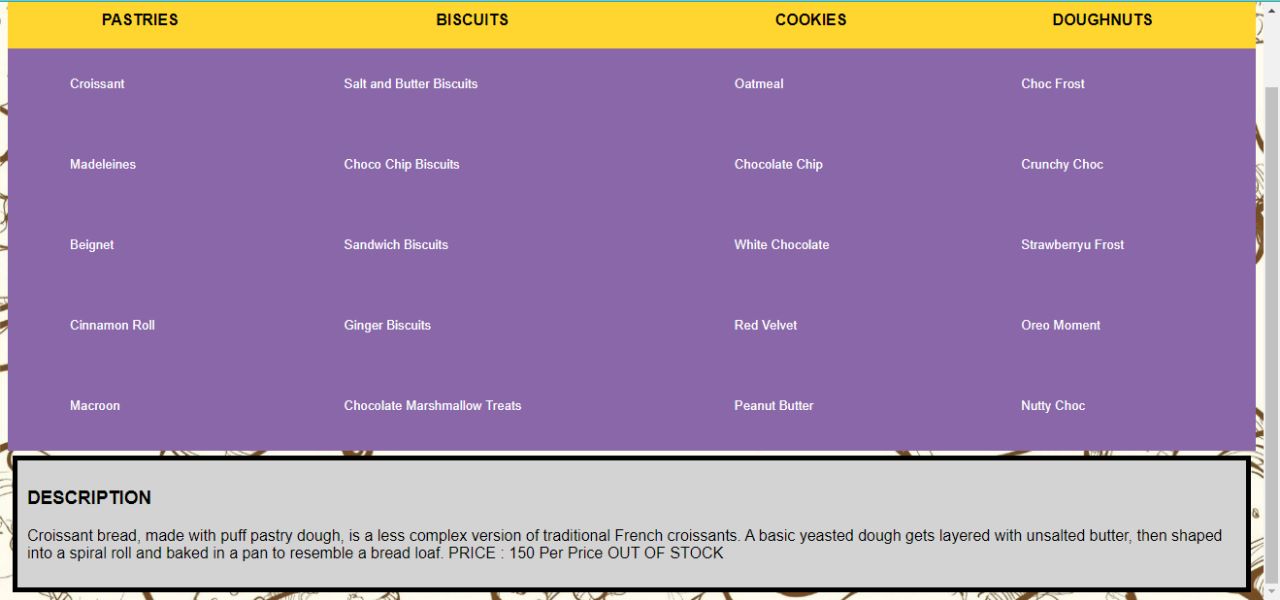 PASTRIES BISCUITS COOKIES DOUGHNUTS
Croissant Salt and Butter Biscuits Oatmeal Choc Frost
Madeleines Choco Chip Biscuits Chocolate Chip Crunchy Choc
Beignet Sandwich Biscuits White Chocolate Strawberryu Frost
Cinnamon Roll Ginger Biscuits Red Velvet Oreo Moment
Macroon Chocolate Marshmallow Treats Peanut Butter Nutty Choc
DESCRIPTION
Croissant bread, made with puff pastry dough, is a less complex version of traditional French croissants. A basic yeasted dough gets layered with unsalted butter, then shaped
into a spiral roll and baked in a pan to resemble a bread loaf. PRICE : 150 Per Price OUT OF STOCK